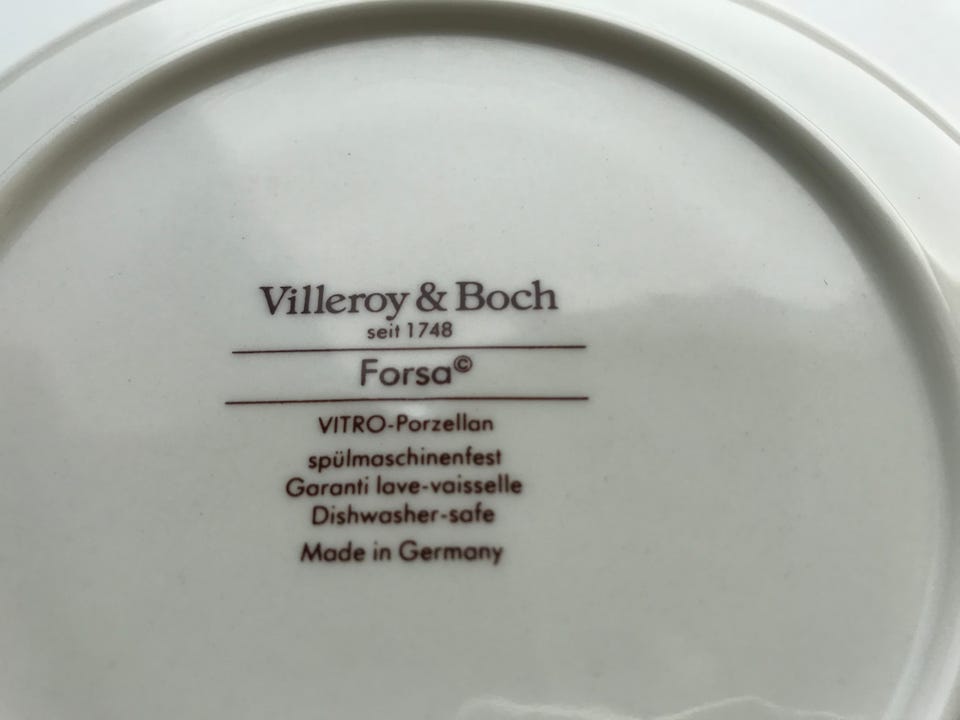 Villeroy & Boch
seit 1748
Forsa©
VITRO-Porzellan
spülmaschinenfest
Garanti lave-vaisselle
Dishwasher-safe
Made in Germany